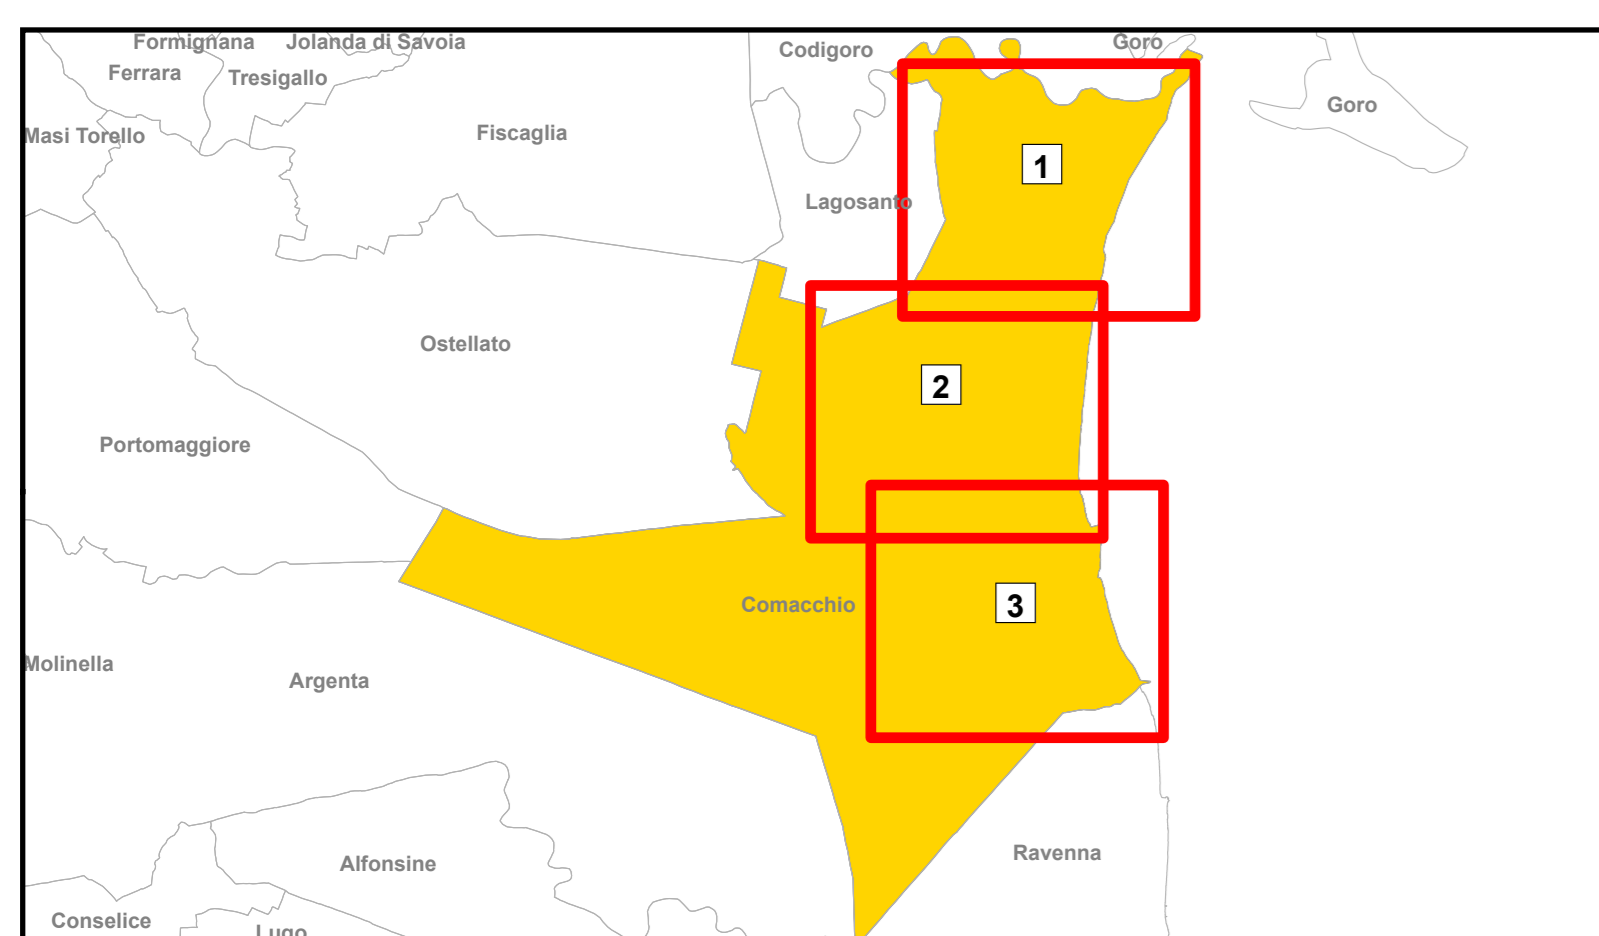 Formignana
Jolanda di Savoia
Codigoro
Goro
Ferrara
Tresigallo
Goro
Masi Torello
Fiscaglia
1
Lagosanto
Ostellato
2
Portomaggiore
Comacchio
3
Molinella
Argenta
Ravenna
Alfonsine
Conselice
Lugo